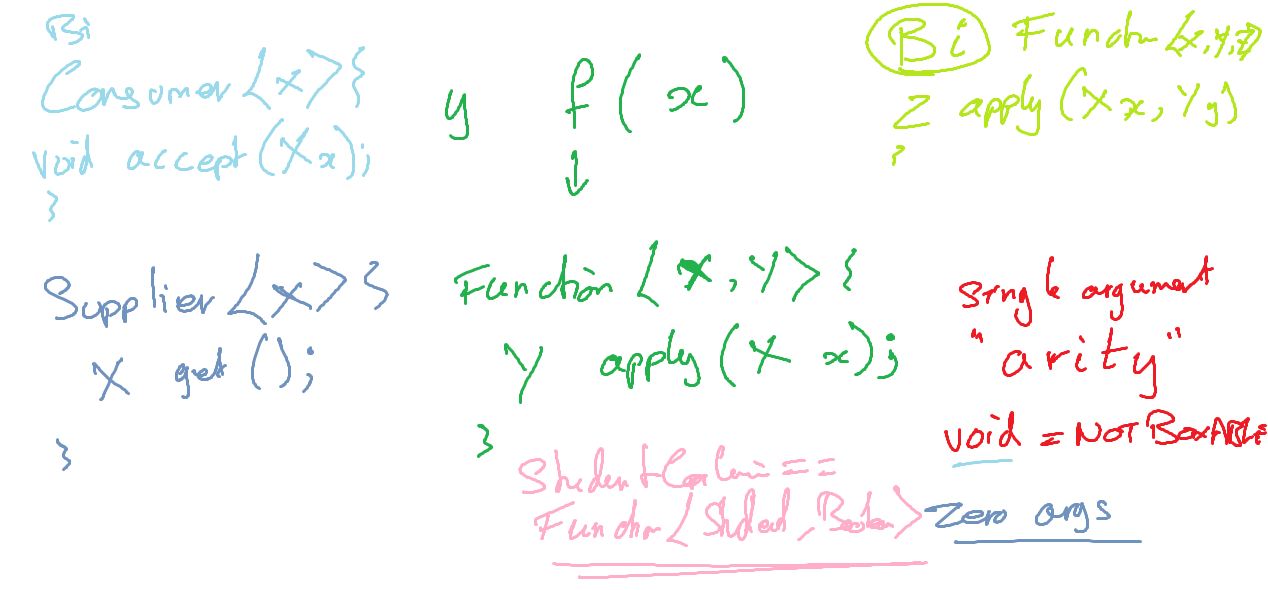 Bi
Consumer<X>{
void accept(X x);
}
Supplier<X>{
X get();
}
y f(x)
↓
Function<X,Y>{
Y apply(X x);
}
Student ==
Function<Student, Boolean>
Bi Function<X,Y,Z>
Z apply(X x, Y y)
}
Single argument
"arity"
void = NOT BOXABLE
Zero args